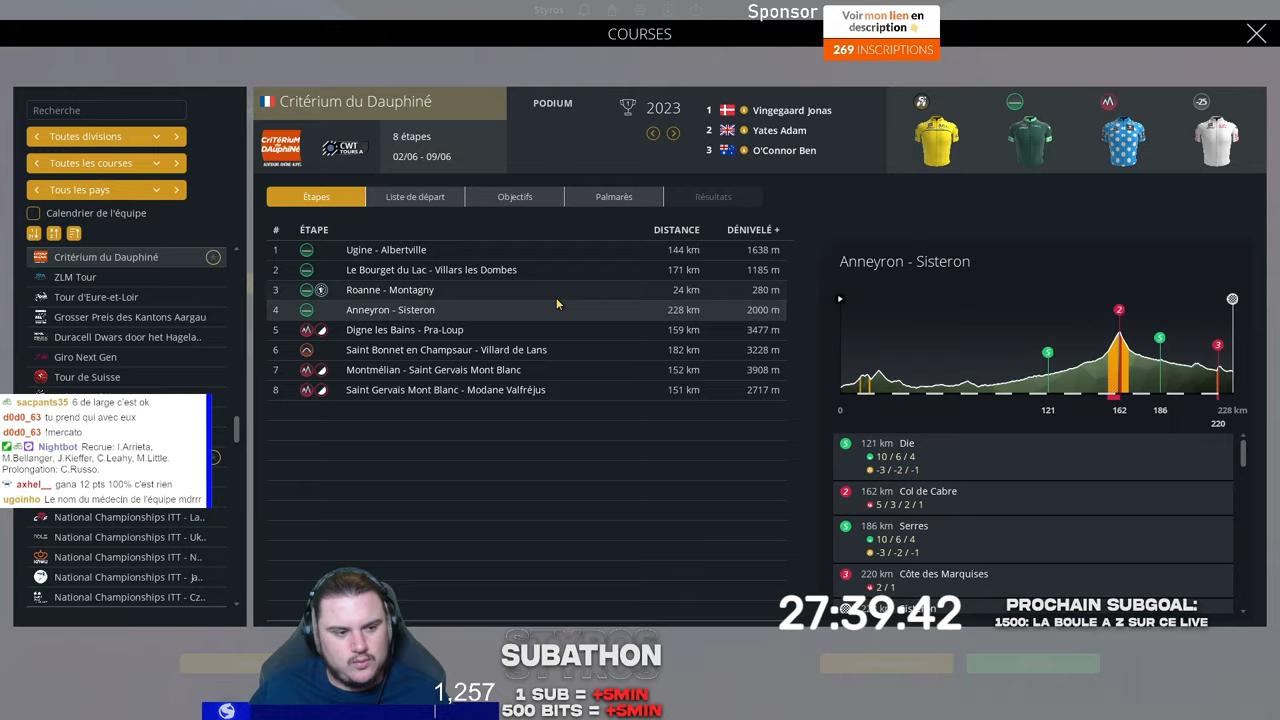 Styros
Sponsor
Voir mon lien en
description
269 INSCRIPTIONS
COURSES
Recherche
Toutes divisions
Toutes les courses
Tous les pays
Calendrier de l'équipe
Critérium du Dauphiné
ZLM Tour
Tour d'Eure-et-Loir
Grosser Preis des Kantons Aargau
Duracell Dwars door het Hagela..
Giro Next Gen
Tour de Suisse
sacpants35 6 de large c'est ok
d0d0_63 tu prend qui avec eux
d0d0_63 !mercato
Nightbot Recrue: I.Arrieta,
M.Bellanger, J.Kieffer, C.Leahy, M.Little.
Prolongation: C.Russo.
axhel__ gana 12 pts 100% c'est rien
ugoinho Le nom du médecin de l'équipe mdrrr
National Championships ITT - La..
National Championships ITT - Uk..
National Championships ITT - N..
National Championships ITT - Ja..
National Championships ITT - Cz..
Critérium du Dauphiné
CRITÉRIUM DU DAUPHINÉ
CWT
TOURS A
8 étapes
02/06 - 09/06
PODIUM
2023
1 Vingegaard Jonas
2 Yates Adam
3 O'Connor Ben
-25
Étapes
Liste de départ
Objectifs
Palmarès
Résultats
# ÉTAPE DISTANCE DÉNIVELÉ +
1 Ugine - Albertville 144 km 1638 m
2 Le Bourget du Lac - Villars les Dombes 171 km 1185 m
3 Roanne - Montagny 24 km 280 m
4 Anneyron - Sisteron 228 km 2000 m
5 Digne les Bains - Pra-Loup 159 km 3477 m
6 Saint Bonnet en Champsaur - Villard de Lans 182 km 3228 m
7 Montmélian - Saint Gervais Mont Blanc 152 km 3908 m
8 Saint Gervais Mont Blanc - Modane Valfréjus 151 km 2717 m
Anneyron - Sisteron
2
S
S
3
0 121 162 186 228 km
220
S 121 km Die
10 / 6 / 4
-3 / -2 / -1
2 162 km Col de Cabre
5 / 3 / 2 / 1
S 186 km Serres
10 / 6 / 4
-3 / -2 / -1
3 220 km Côte des Marquises
2 / 1
27:39:42
PROCHAIN SUBGOAL:
1500: LA BOULE A Z SUR CE LIVE
STYROS
SUBATHON
1 SUB = +5MIN
500 BITS = +5MIN
1,257